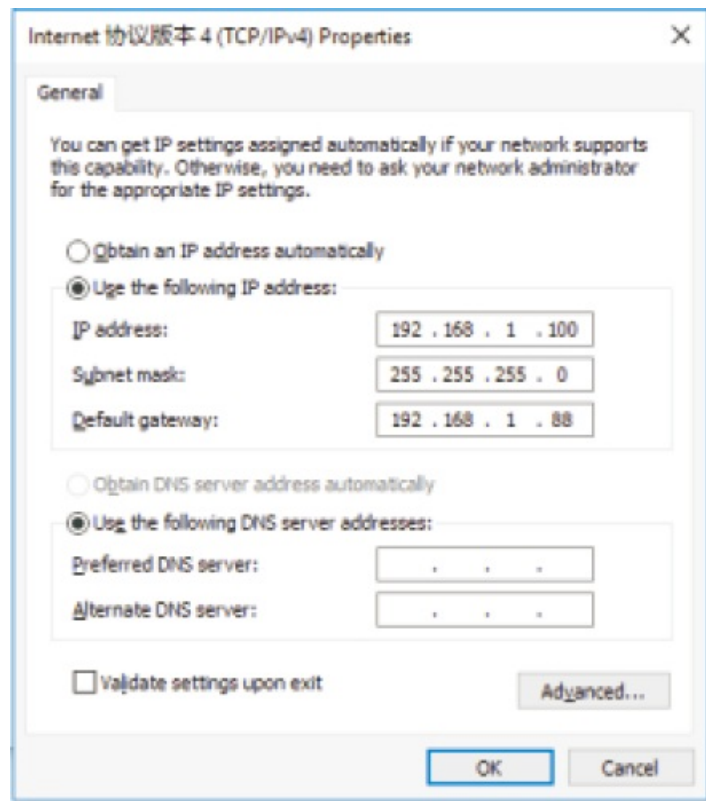 Internet 协议版本 4 (TCP/IPv4) Properties
General
You can get IP settings assigned automatically if your network supports
this capability. Otherwise, you need to ask your network administrator
for the appropriate IP settings.
Obtain an IP address automatically
Use the following IP address:
IP address: 192 . 168 . 1 . 100
Subnet mask: 255 . 255 . 255 . 0
Default gateway: 192 . 168 . 1 . 88
Obtain DNS server address automatically
Use the following DNS server addresses:
Preferred DNS server: . . .
Alternate DNS server: . . .
Validate settings upon exit
Advanced...
OK Cancel